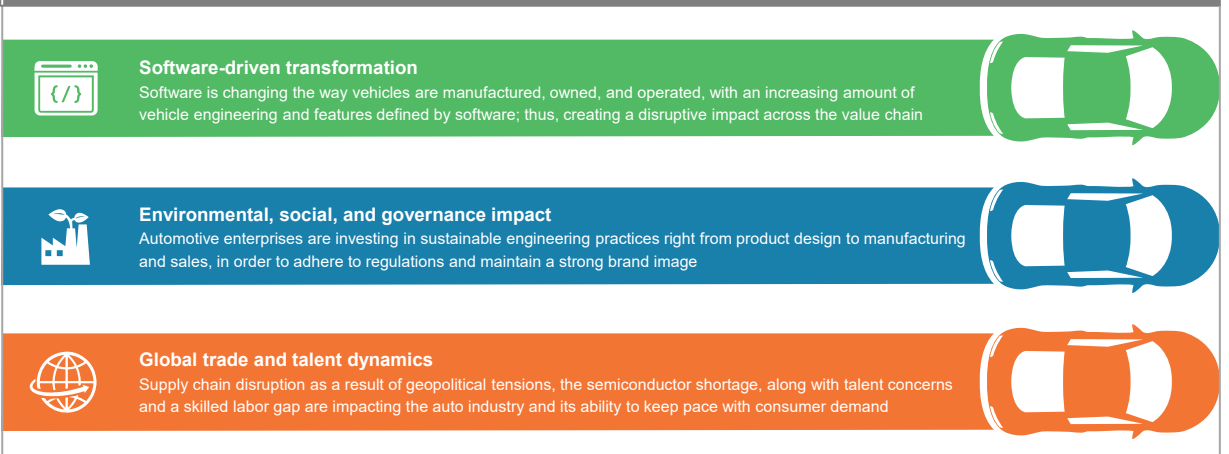 {/}
Software-driven transformation
Software is changing the way vehicles are manufactured, owned, and operated, with an increasing amount of
vehicle engineering and features defined by software; thus, creating a disruptive impact across the value chain
Environmental, social, and governance impact
Automotive enterprises are investing in sustainable engineering practices right from product design to manufacturing
and sales, in order to adhere to regulations and maintain a strong brand image
Global trade and talent dynamics
Supply chain disruption as a result of geopolitical tensions, the semiconductor shortage, along with talent concerns
and a skilled labor gap are impacting the auto industry and its ability to keep pace with consumer demand